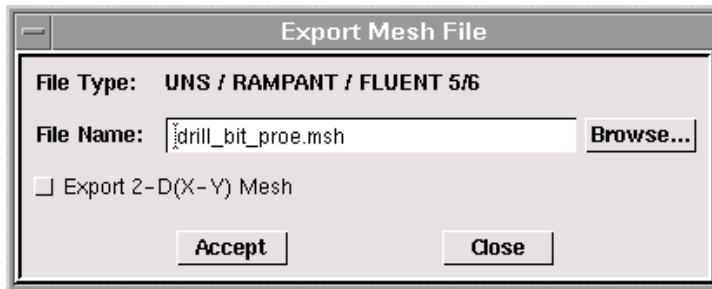 Export Mesh File
File Type: UNS / RAMPANT / FLUENT 5/6
File Name: drill_bit_proe.msh Browse...
Export 2-D(X-Y) Mesh
Accept Close